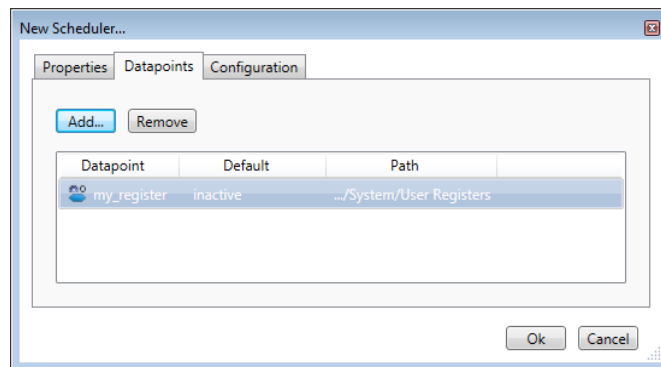 New Scheduler...
Properties Datapoints Configuration
Add... Remove
Datapoint Default Path
my_register inactive .../System/User Registers
Ok Cancel